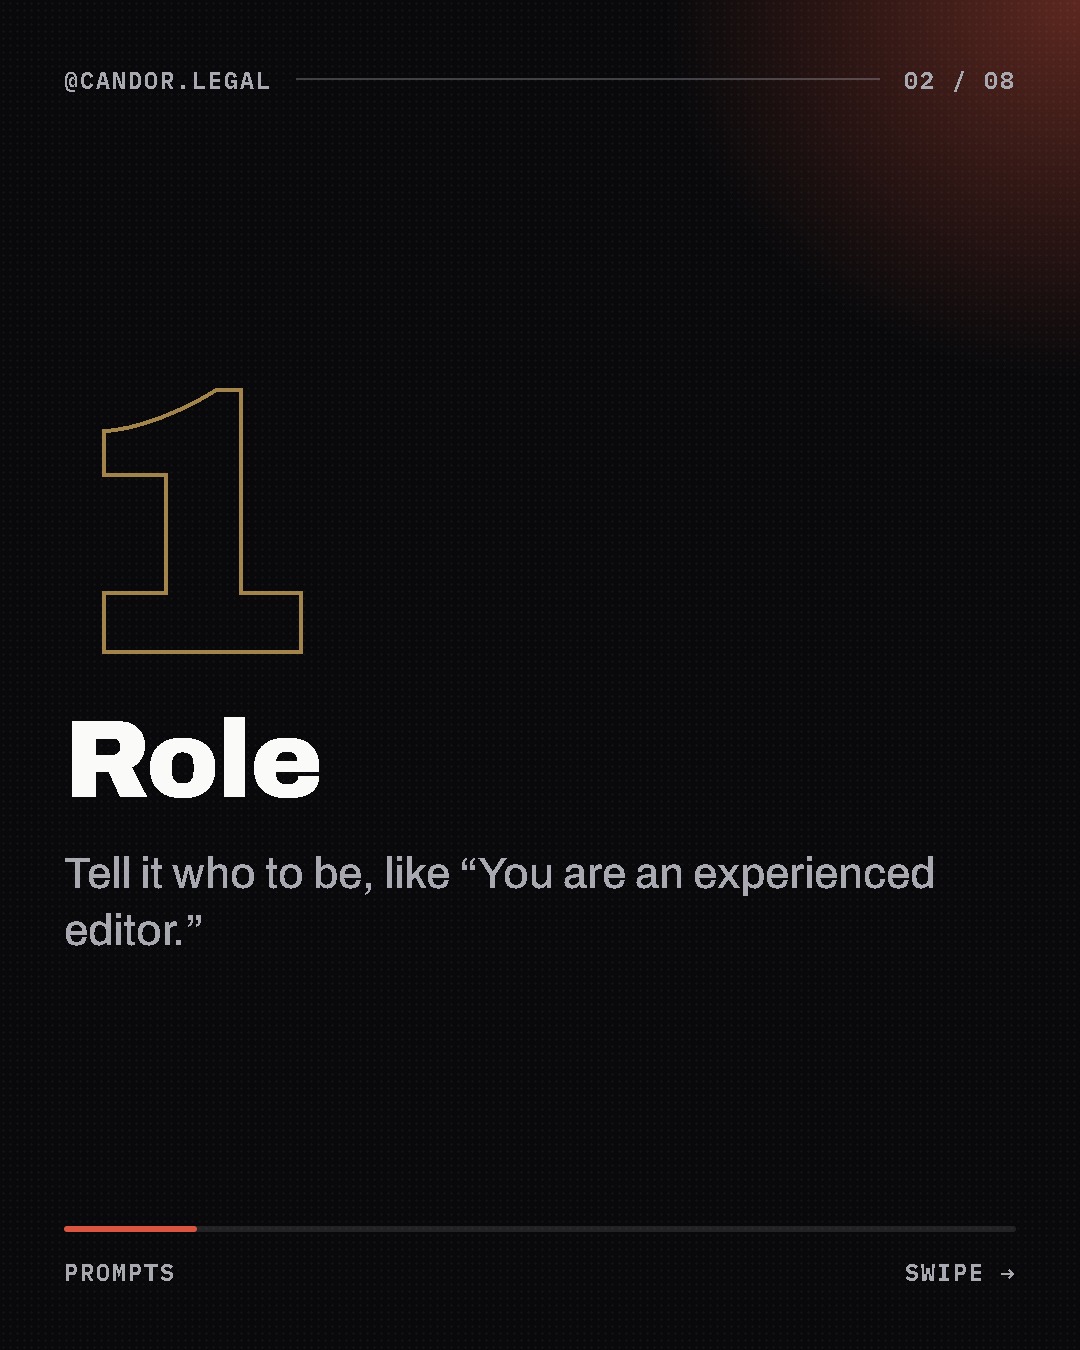 @CANDOR.LEGAL
02 / 08
1
Role
Tell it who to be, like “You are an experienced
editor.”
PROMPTS
SWIPE →